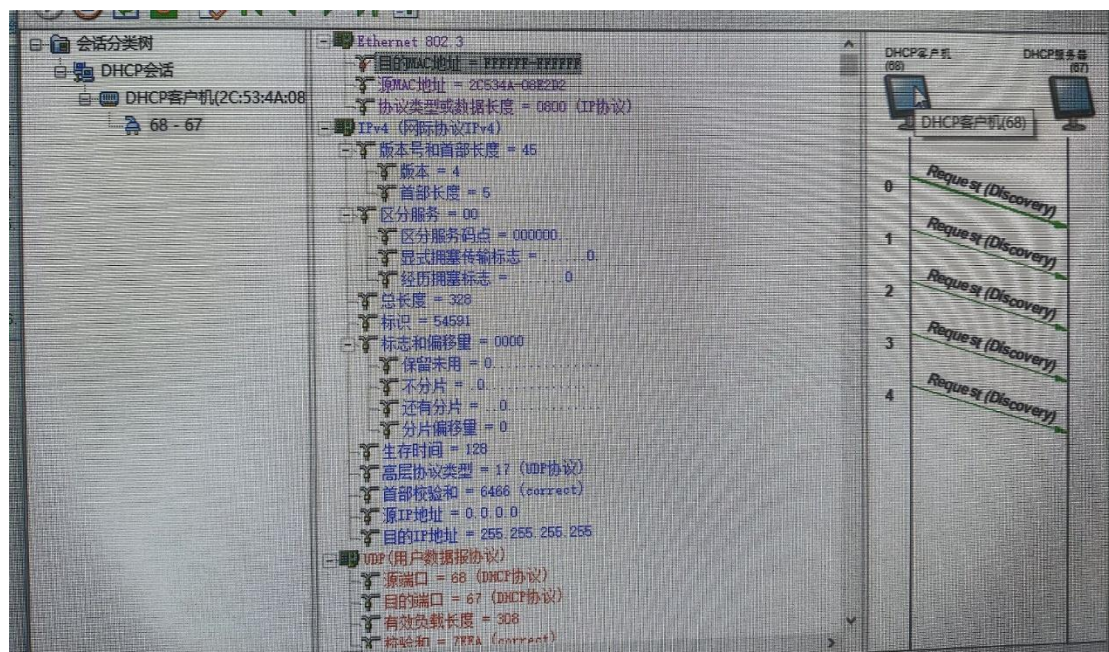 会话分类树
DHCP会话
DHCP客户机(2C:53:4A:08
68 - 67
Ethernet 802.3
目的MAC地址 = FFFFFF-FFFFFF
源MAC地址 = 2C534A-08E2D2
协议类型或数据长度 = 0800 (IP协议)
IPv4 (网际协议IPv4)
版本号和首部长度 = 45
版本 = 4
首部长度 = 5
区分服务 = 00
区分服务码点 = 000000..
显式拥塞传输标志 = ......0.
经历拥塞标志 = .......0
总长度 = 328
标识 = 54591
标志和偏移量 = 0000
保留未用 = 0...............
不分片 = .0..............
还有分片 = ..0.............
分片偏移量 = 0
生存时间 = 128
高层协议类型 = 17 (UDP协议)
首部校验和 = 6466 (correct)
源IP地址 = 0.0.0.0
目的IP地址 = 255.255.255.255
UDP(用户数据报协议)
源端口 = 68 (DHCP协议)
目的端口 = 67 (DHCP协议)
有效负载长度 = 308
校验和 = (correct)
DHCP客户机
(68)
DHCP服务器
(67)
DHCP客户机(68)
0
Request (Discovery)
1
Request (Discovery)
2
Request (Discovery)
3
Request (Discovery)
4
Request (Discovery)